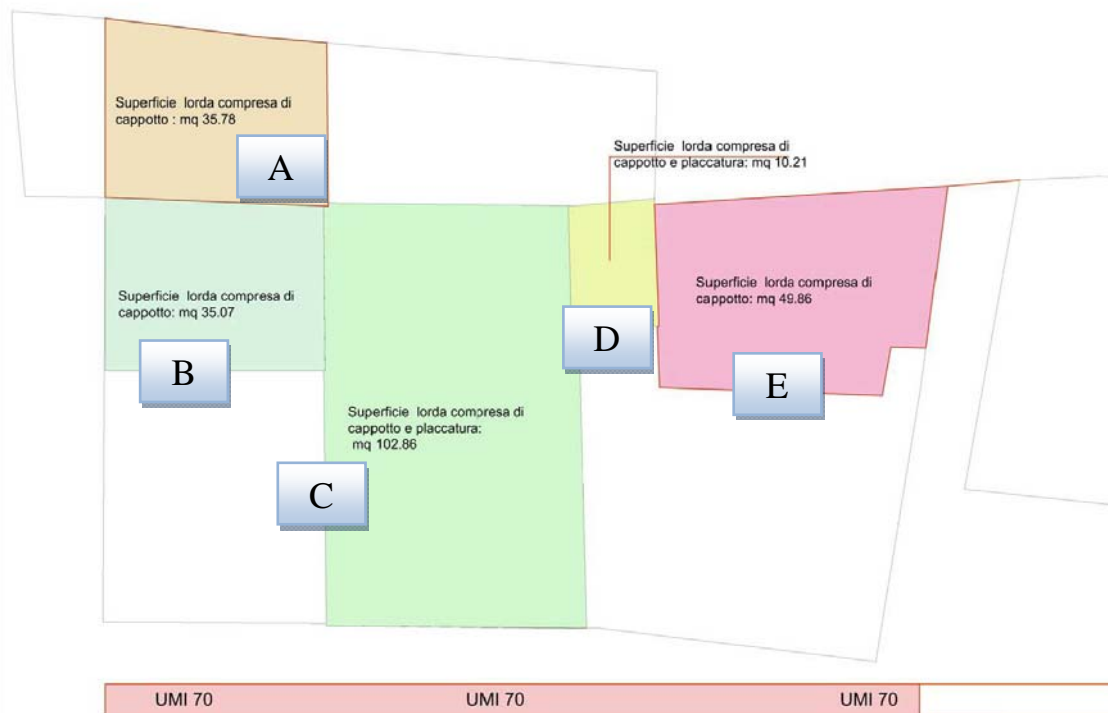 Superficie lorda compresa di
cappotto : mq 35.78
A
Superficie lorda compresa di
cappotto e placcatura: mq 10.21
Superficie lorda compresa di
cappotto: mq 35.07
B
Superficie lorda compresa di
cappotto e placcatura:
mq 102.86
C
D
Superficie lorda compresa di
cappotto: mq 49.86
E
UMI 70
UMI 70
UMI 70